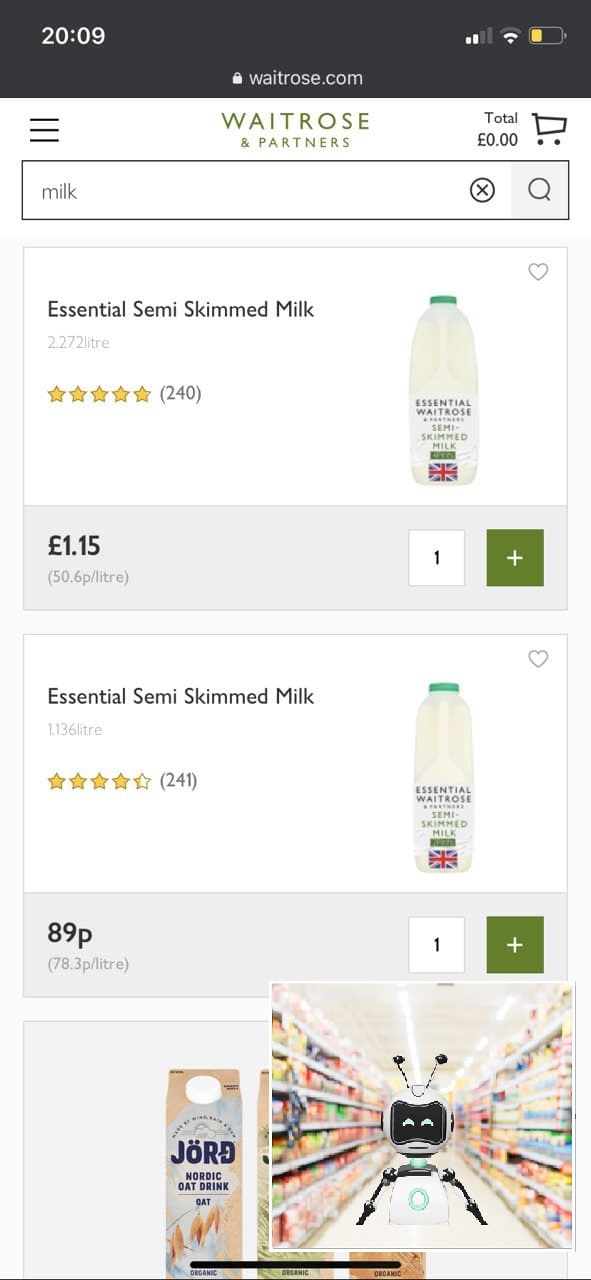 20:09
waitrose.com
WAITROSE
& PARTNERS
Total
£0.00
milk
Essential Semi Skimmed Milk
2.272litre
(240)
ESSENTIAL
WAITROSE
& PARTNERS
SEMI-
SKIMMED
MILK
£1.15
(50.6p/litre)
1
+
Essential Semi Skimmed Milk
1.136litre
(241)
ESSENTIAL
WAITROSE
& PARTNERS
SEMI-
SKIMMED
MILK
89p
(78.3p/litre)
1
+
JÖRÐ
NORDIC
OAT DRINK
OAT
ORGANIC
ORGANIC
ORGANIC